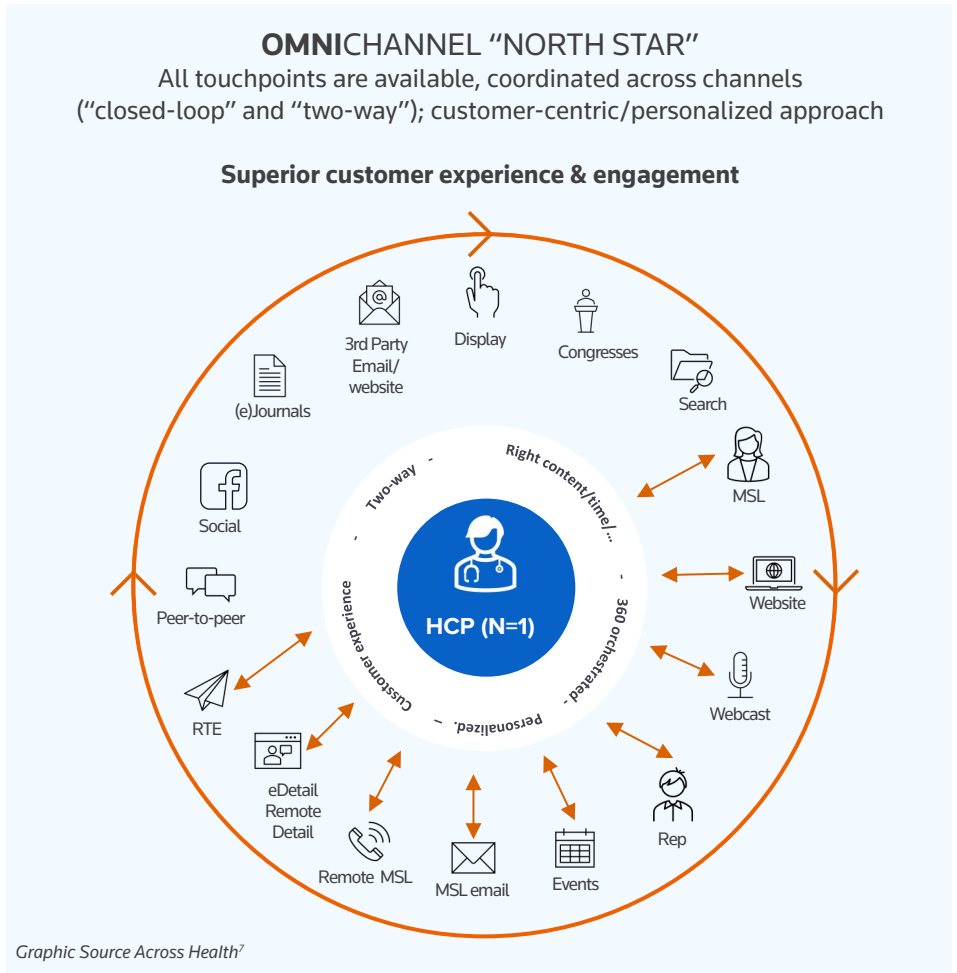 OMNICHANNEL “NORTH STAR”
All touchpoints are available, coordinated across channels
(“closed-loop” and “two-way”); customer-centric/personalized approach
Superior customer experience & engagement
Display
3rd Party
Email/
website
Congresses
(e)Journals
Search
MSL
Social
Website
Peer-to-peer
Webcast
RTE
eDetail
Remote
Detail
Rep
Remote MSL
MSL email
Events
- Two-way -
Right content/time/...
- 360 orchestrated -
Personalized. –
Cusstomer experience
HCP (N=1)
Graphic Source Across Health⁷